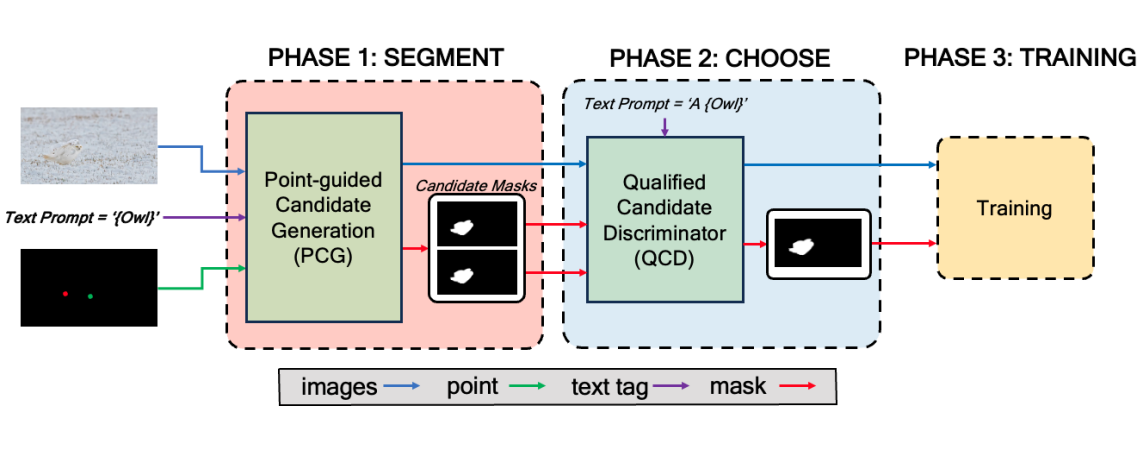 PHASE 1: SEGMENT
PHASE 2: CHOOSE
PHASE 3: TRAINING
Text Prompt = '{Owl}'
Point-guided
Candidate
Generation
(PCG)
Candidate Masks
Text Prompt = 'A {Owl}'
Qualified
Candidate
Discriminator
(QCD)
Training
images
point
text tag
mask